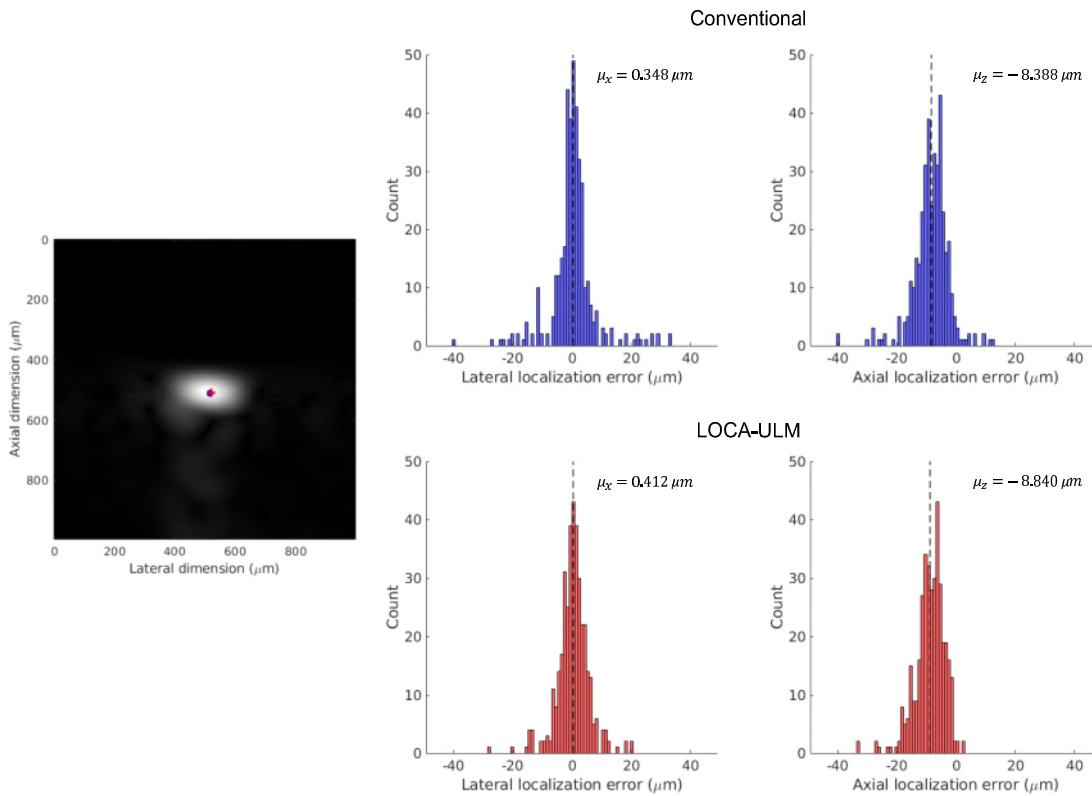 Conventional
50
40
30
20
10
0
Count
-40 -20 0 20 40
Lateral localization error (μm)
μx = 0.348 μm
50
40
30
20
10
0
Count
-40 -20 0 20 40
Axial localization error (μm)
μz = −8.388 μm
0
200
400
600
800
Axial dimension (μm)
0 200 400 600 800
Lateral dimension (μm)
LOCA-ULM
50
40
30
20
10
0
Count
-40 -20 0 20 40
Lateral localization error (μm)
μx = 0.412 μm
50
40
30
20
10
0
Count
-40 -20 0 20 40
Axial localization error (μm)
μz = −8.840 μm